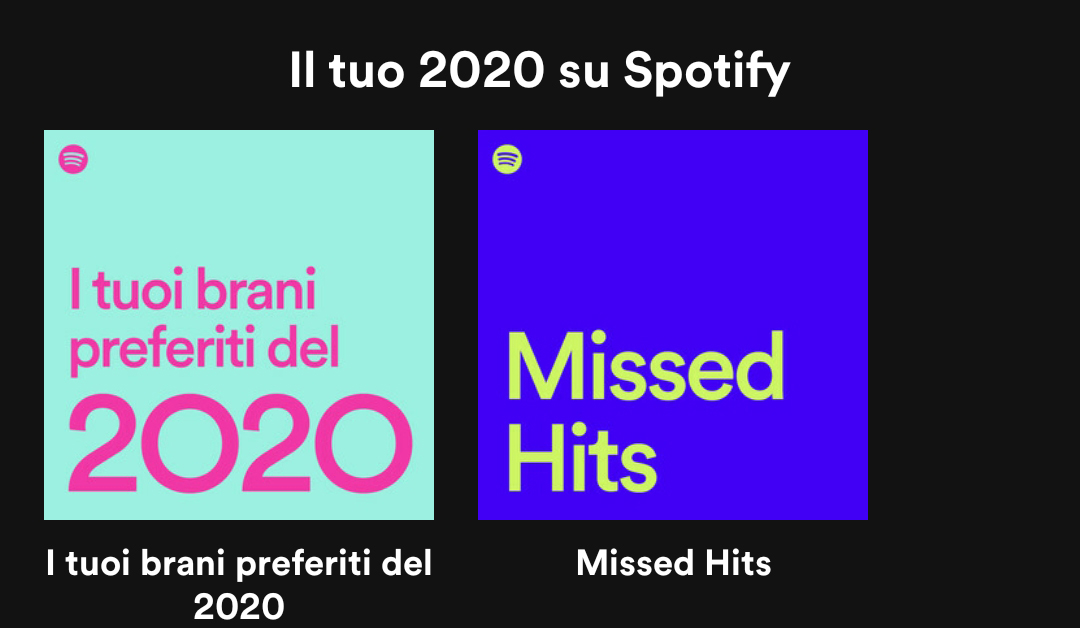 Il tuo 2020 su Spotify
I tuoi brani
preferiti del
2020
Missed
Hits
I tuoi brani preferiti del
2020
Missed Hits